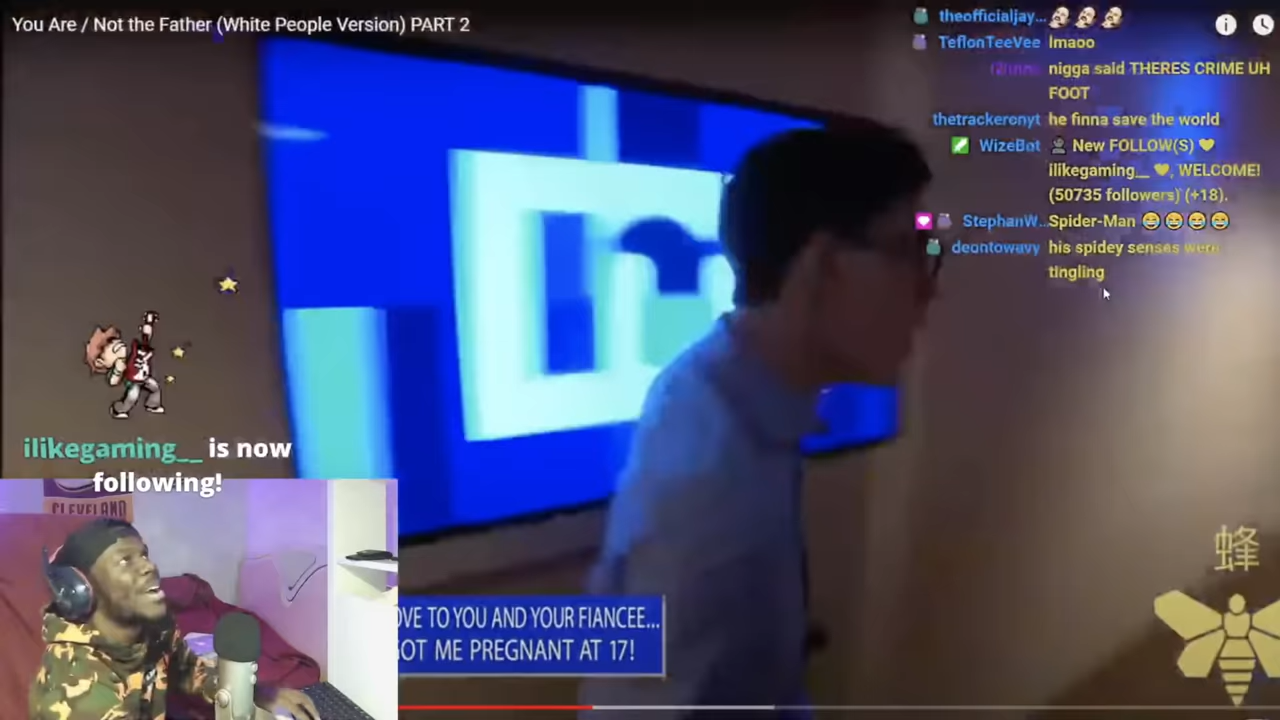 You Are / Not the Father (White People Version) PART 2
theofficialjay...
TeflonTeeVee lmaoo
nigga said THERES CRIME UH
FOOT
thetrackeronyt he finna save the world
WizeBot New FOLLOW(S)
ilikegaming__ , WELCOME!
(50735 followers) (+18).
StephanW.. Spider-Man 😂😂😂😂
deontowavy his spidey senses were
tingling
ilikegaming__ is now
following!
CLEVELAND
OVE TO YOU AND YOUR FIANCEE...
GOT ME PREGNANT AT 17!
蜂